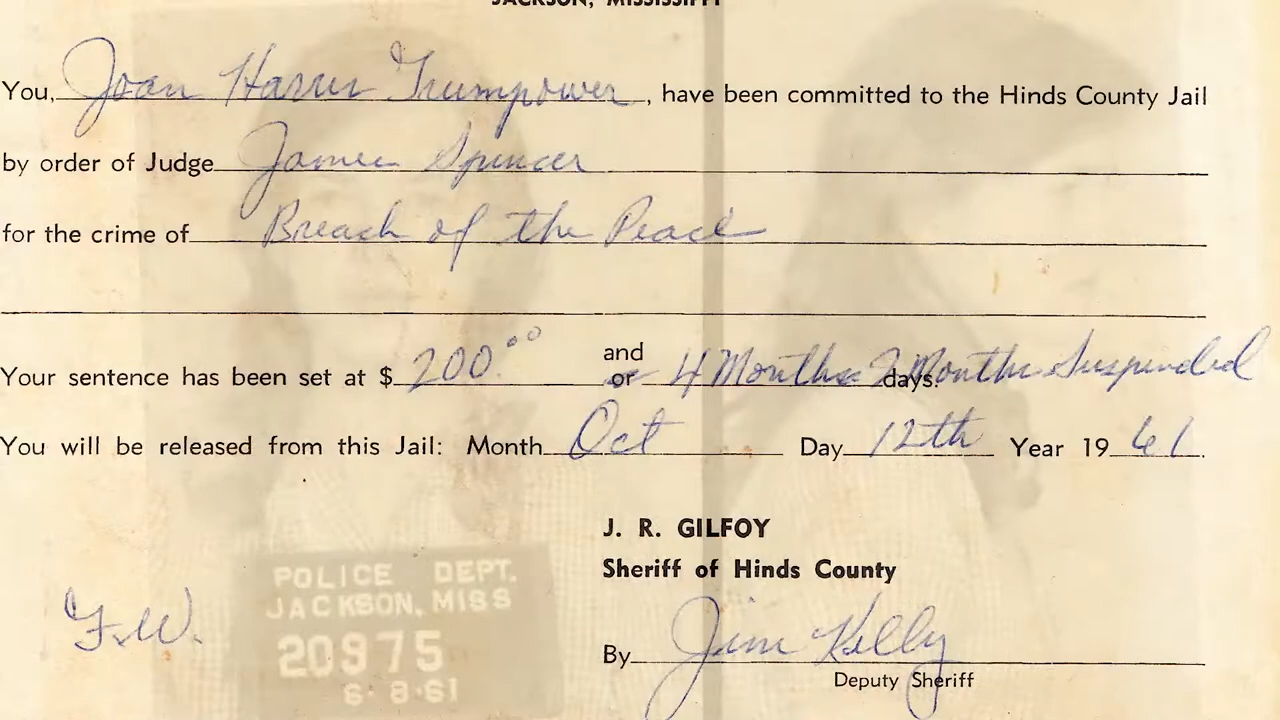 JACKSON, MISSISSIPPI
You, Joan Harris Trumpower, have been committed to the Hinds County Jail
by order of Judge James Spencer
for the crime of Breach of the Peace
Your sentence has been set at $ 200.00 and or 4 Months 2 Months Suspended days.
You will be released from this Jail: Month Oct Day 12th Year 19 61.
J. R. GILFOY
Sheriff of Hinds County
F.W.
By Jim Kelly
Deputy Sheriff
POLICE DEPT.
JACKSON, MISS
20975
6·8·61